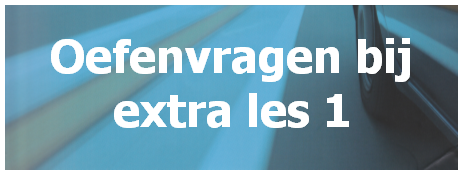 Oefenvragen bij
extra les 1